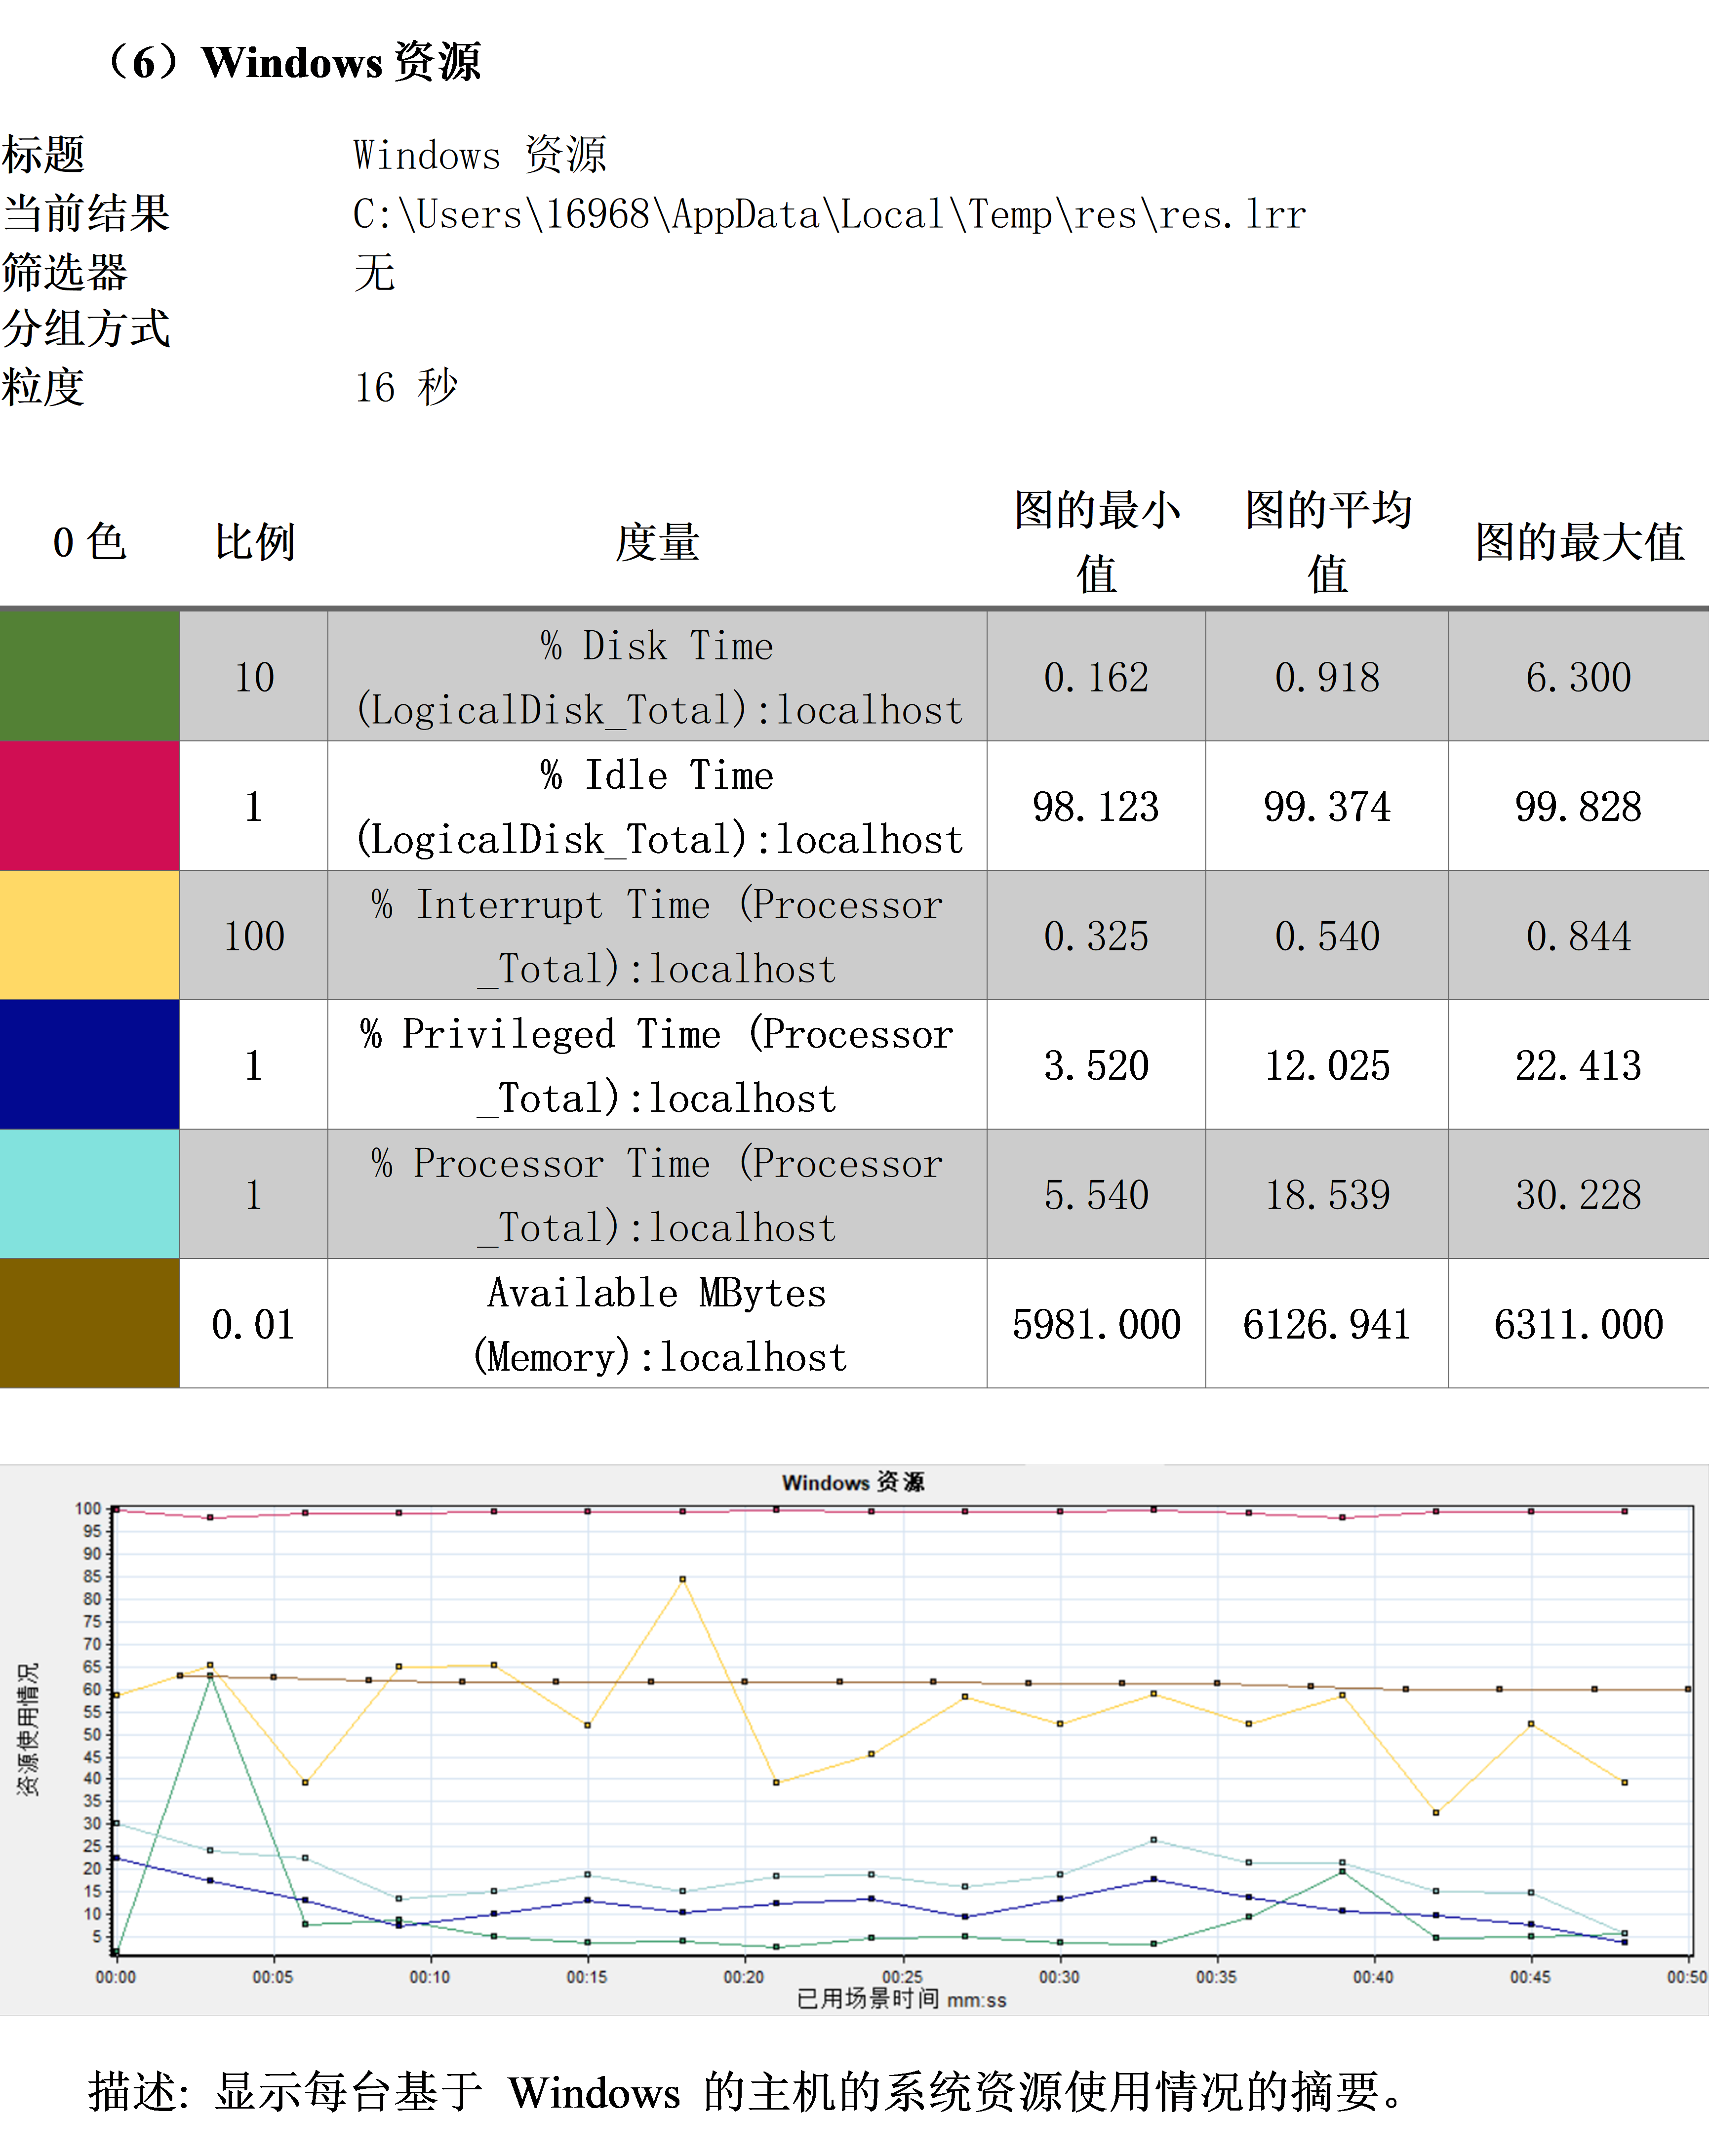 （6）Windows 资源
标题 Windows 资源
当前结果 C:\Users\16968\AppData\Local\Temp\res\res.lrr
筛选器 无
分组方式
粒度 16 秒
0色 比例 度量 图的最小值 图的平均值 图的最大值
10 % Disk Time (LogicalDisk_Total):localhost 0.162 0.918 6.300
1 % Idle Time (LogicalDisk_Total):localhost 98.123 99.374 99.828
100 % Interrupt Time (Processor _Total):localhost 0.325 0.540 0.844
1 % Privileged Time (Processor _Total):localhost 3.520 12.025 22.413
1 % Processor Time (Processor _Total):localhost 5.540 18.539 30.228
0.01 Available MBytes (Memory):localhost 5981.000 6126.941 6311.000
Windows 资源
资源使用情况
100
95
90
85
80
75
70
65
60
55
50
45
40
35
30
25
20
15
10
5
00:00 00:05 00:10 00:15 00:20 00:25 00:30 00:35 00:40 00:45 00:50
已用场景时间 mm:ss
描述: 显示每台基于 Windows 的主机的系统资源使用情况的摘要。